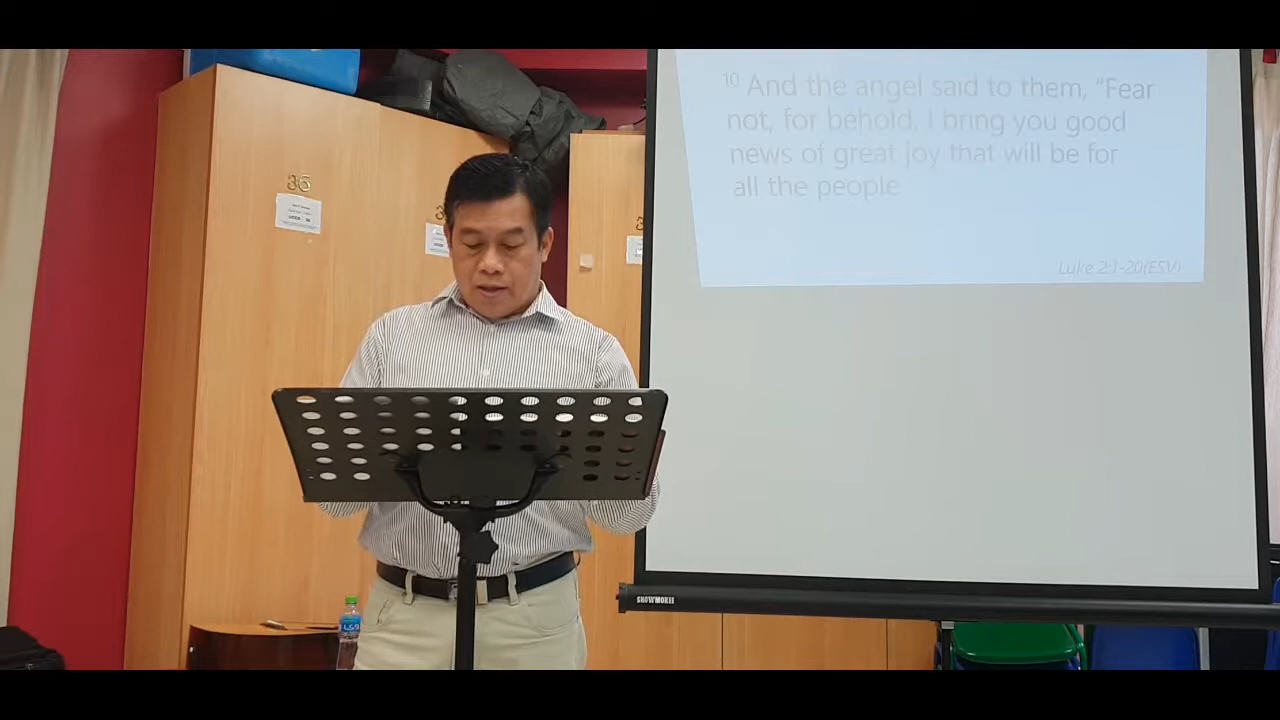 36
10 And the angel said to them, “Fear
not, for behold, I bring you good
news of great joy that will be for
all the people
Luke 2:1-20(ESV)